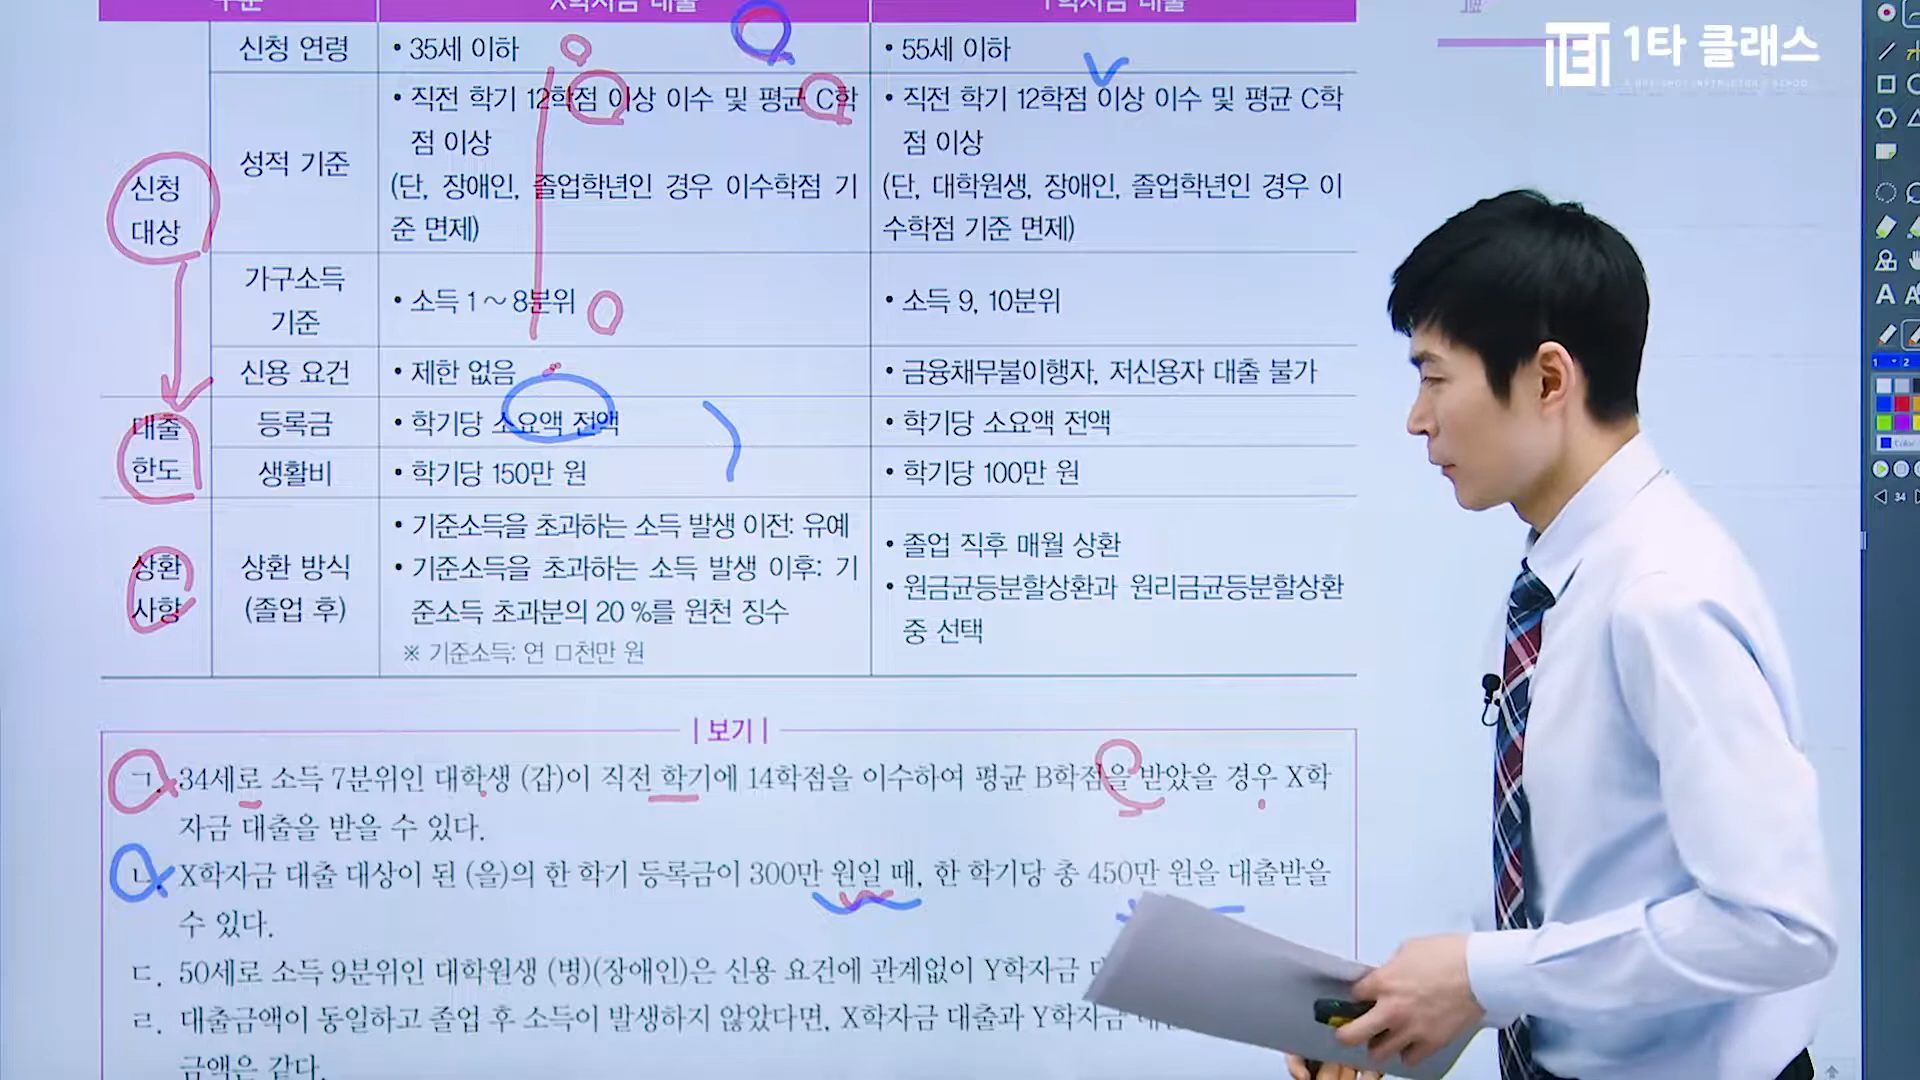 구분
X학자금 대출
Y학자금 대출
1타 클래스
신청 연령
• 35세 이하
• 55세 이하
신청
대상
성적 기준
• 직전 학기 12학점 이상 이수 및 평균 C학
점 이상
(단, 장애인, 졸업학년인 경우 이수학점 기
준 면제)
• 직전 학기 12학점 이상 이수 및 평균 C학
점 이상
(단, 대학원생, 장애인, 졸업학년인 경우 이
수학점 기준 면제)
가구소득
기준
• 소득 1~8분위
• 소득 9, 10분위
신용 요건
• 제한 없음
• 금융채무불이행자, 저신용자 대출 불가
대출
한도
등록금
• 학기당 소요액 전액
• 학기당 소요액 전액
생활비
• 학기당 150만 원
• 학기당 100만 원
상환
사항
상환 방식
(졸업 후)
• 기준소득을 초과하는 소득 발생 이전: 유예
• 기준소득을 초과하는 소득 발생 이후: 기
준소득 초과분의 20 %를 원천 징수
※ 기준소득: 연 □천만 원
• 졸업 직후 매월 상환
• 원금균등분할상환과 원리금균등분할상환
중 선택
| 보기 |
ㄱ. 34세로 소득 7분위인 대학생 (갑)이 직전 학기에 14학점을 이수하여 평균 B학점을 받았을 경우 X학
자금 대출을 받을 수 있다.
ㄴ. X학자금 대출 대상이 된 (을)의 한 학기 등록금이 300만 원일 때, 한 학기당 총 450만 원을 대출받을
수 있다.
ㄷ. 50세로 소득 9분위인 대학원생 (병)(장애인)은 신용 요건에 관계없이 Y학자금
ㄹ. 대출금액이 동일하고 졸업 후 소득이 발생하지 않았다면, X학자금 대출과 Y학자금
금액은 같다.
34